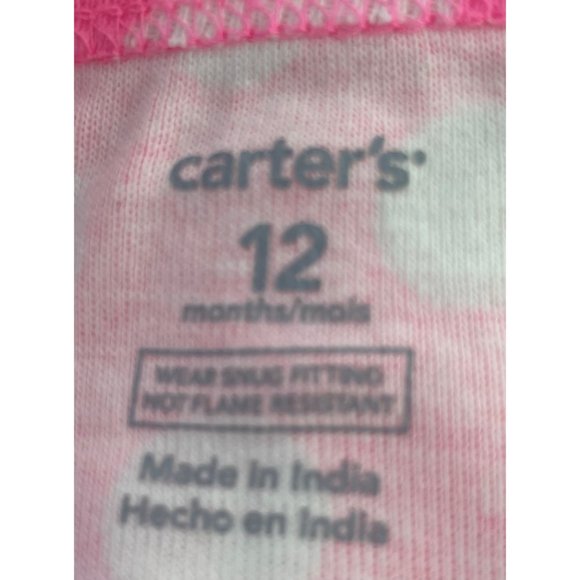 carter's
12
months/mois
WEAR SNUG FITTING
NOT FLAME RESISTANT
Made in India
Hecho en India